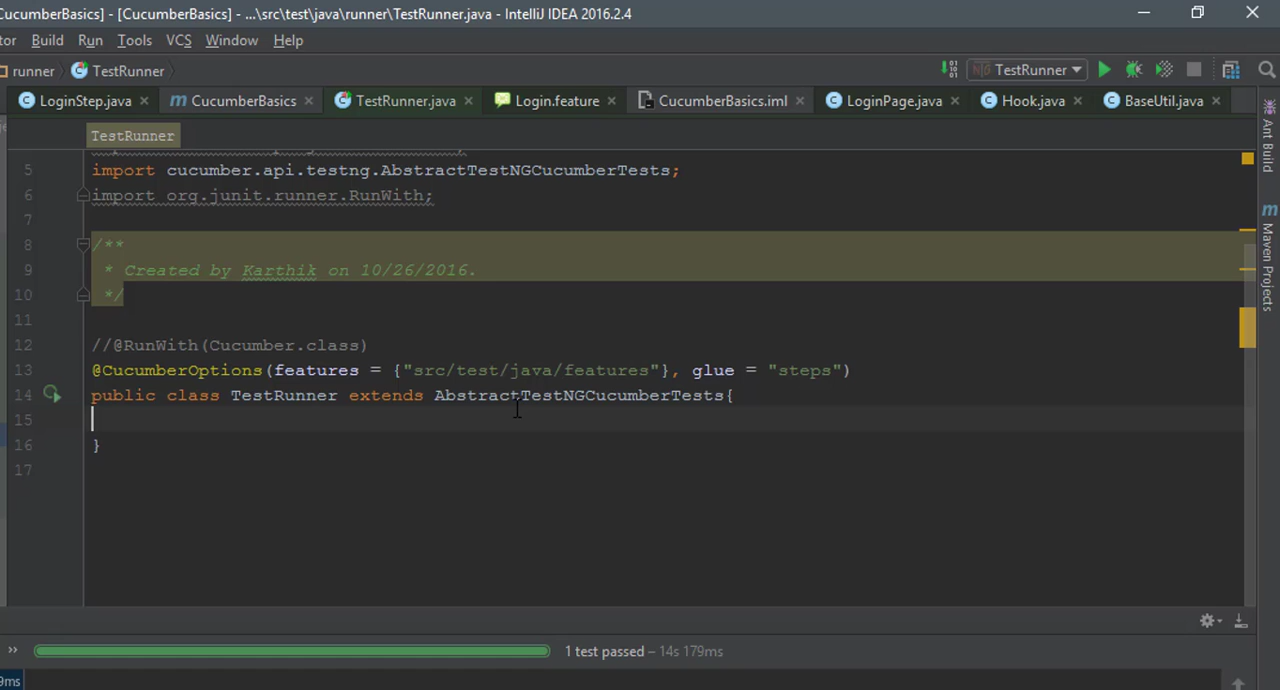 CucumberBasics] - [CucumberBasics] - ...\src\test\java\runner\TestRunner.java - IntelliJ IDEA 2016.2.4
tor Build Run Tools VCS Window Help
runner TestRunner TestRunner
LoginStep.java CucumberBasics TestRunner.java Login.feature CucumberBasics.iml LoginPage.java Hook.java BaseUtil.java
TestRunner
5 import cucumber.api.testng.AbstractTestNGCucumberTests;
6 import org.junit.runner.RunWith;
7
8 /**
9 * Created by Karthik on 10/26/2016.
10 */
11
12 //@RunWith(Cucumber.class)
13 @CucumberOptions(features = {"src/test/java/features"}, glue = "steps")
14 public class TestRunner extends AbstractTestNGCucumberTests{
15
16 }
17
Ant Build
Maven Projects
1 test passed – 14s 179ms
9ms